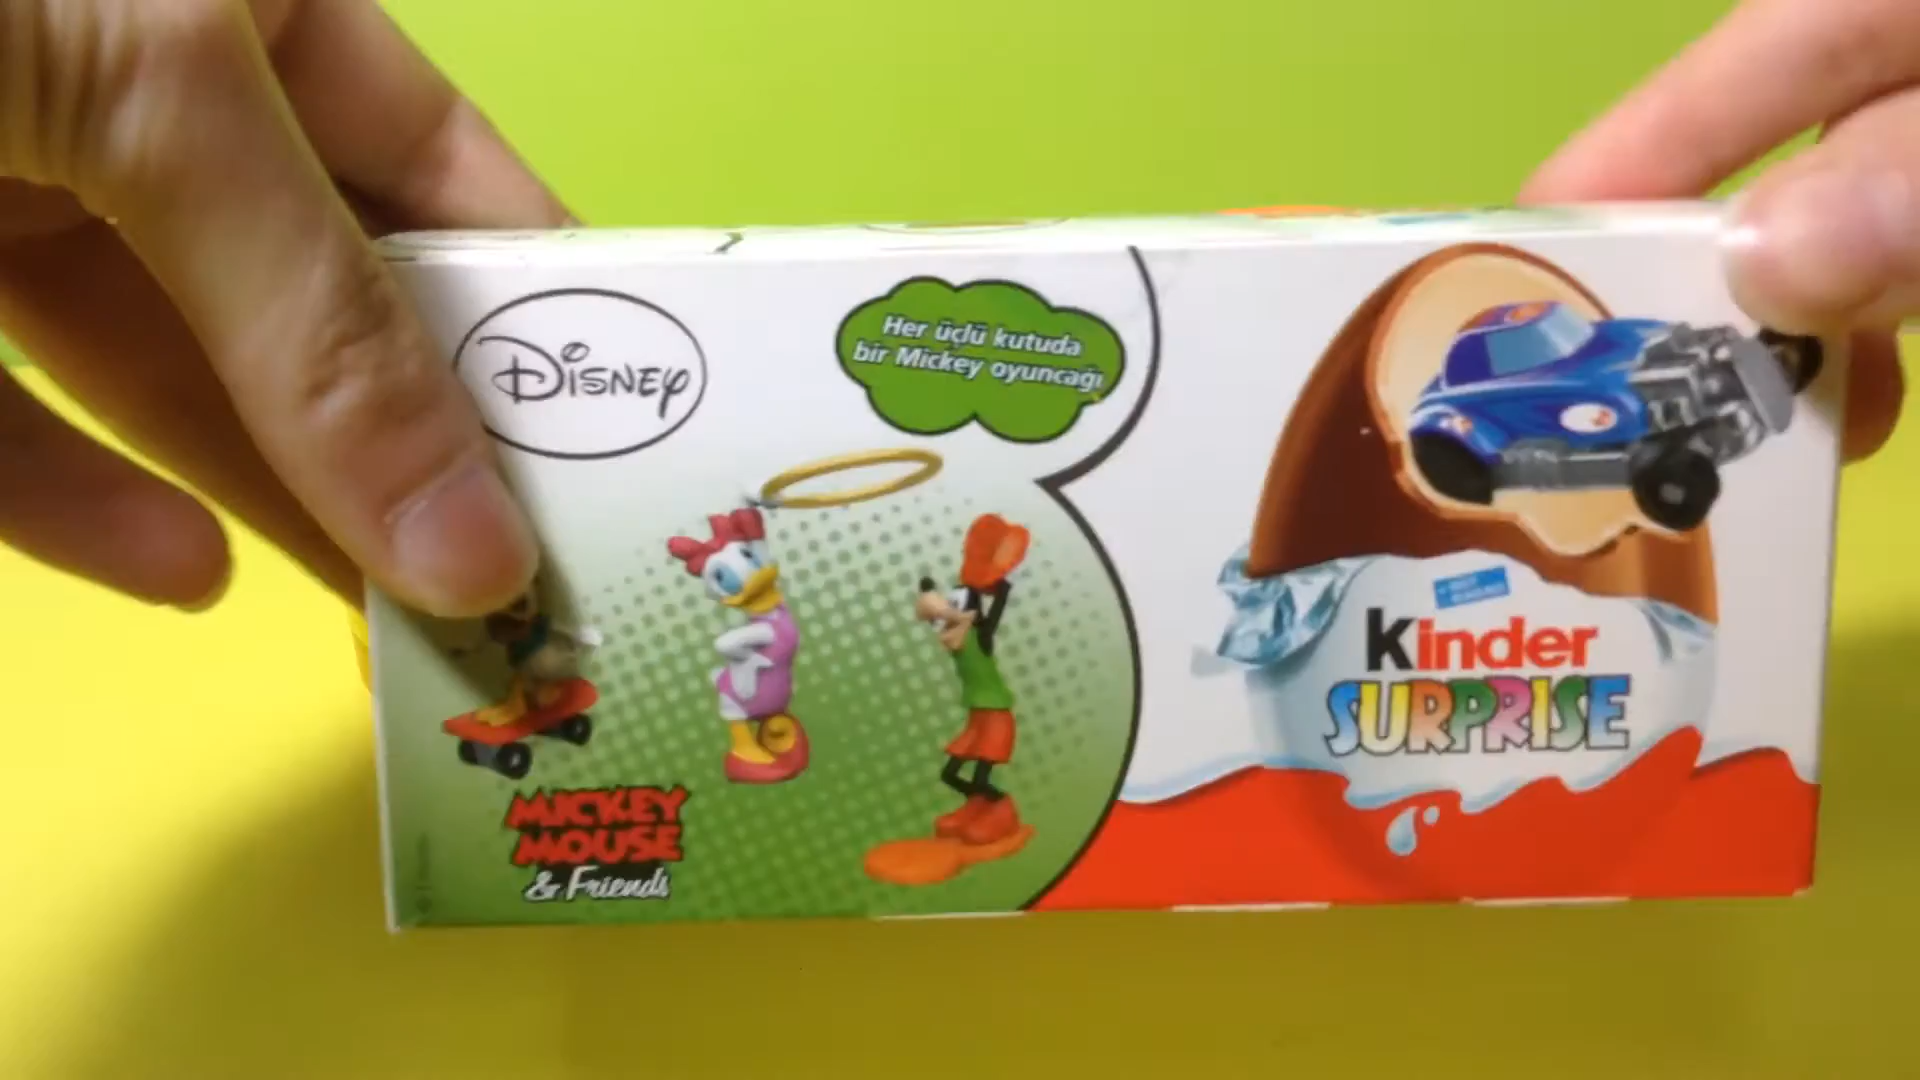 Disney
Her üçlü kutuda
bir Mickey oyuncağı
Kinder
SURPRISE
MICKEY
MOUSE
& Friends